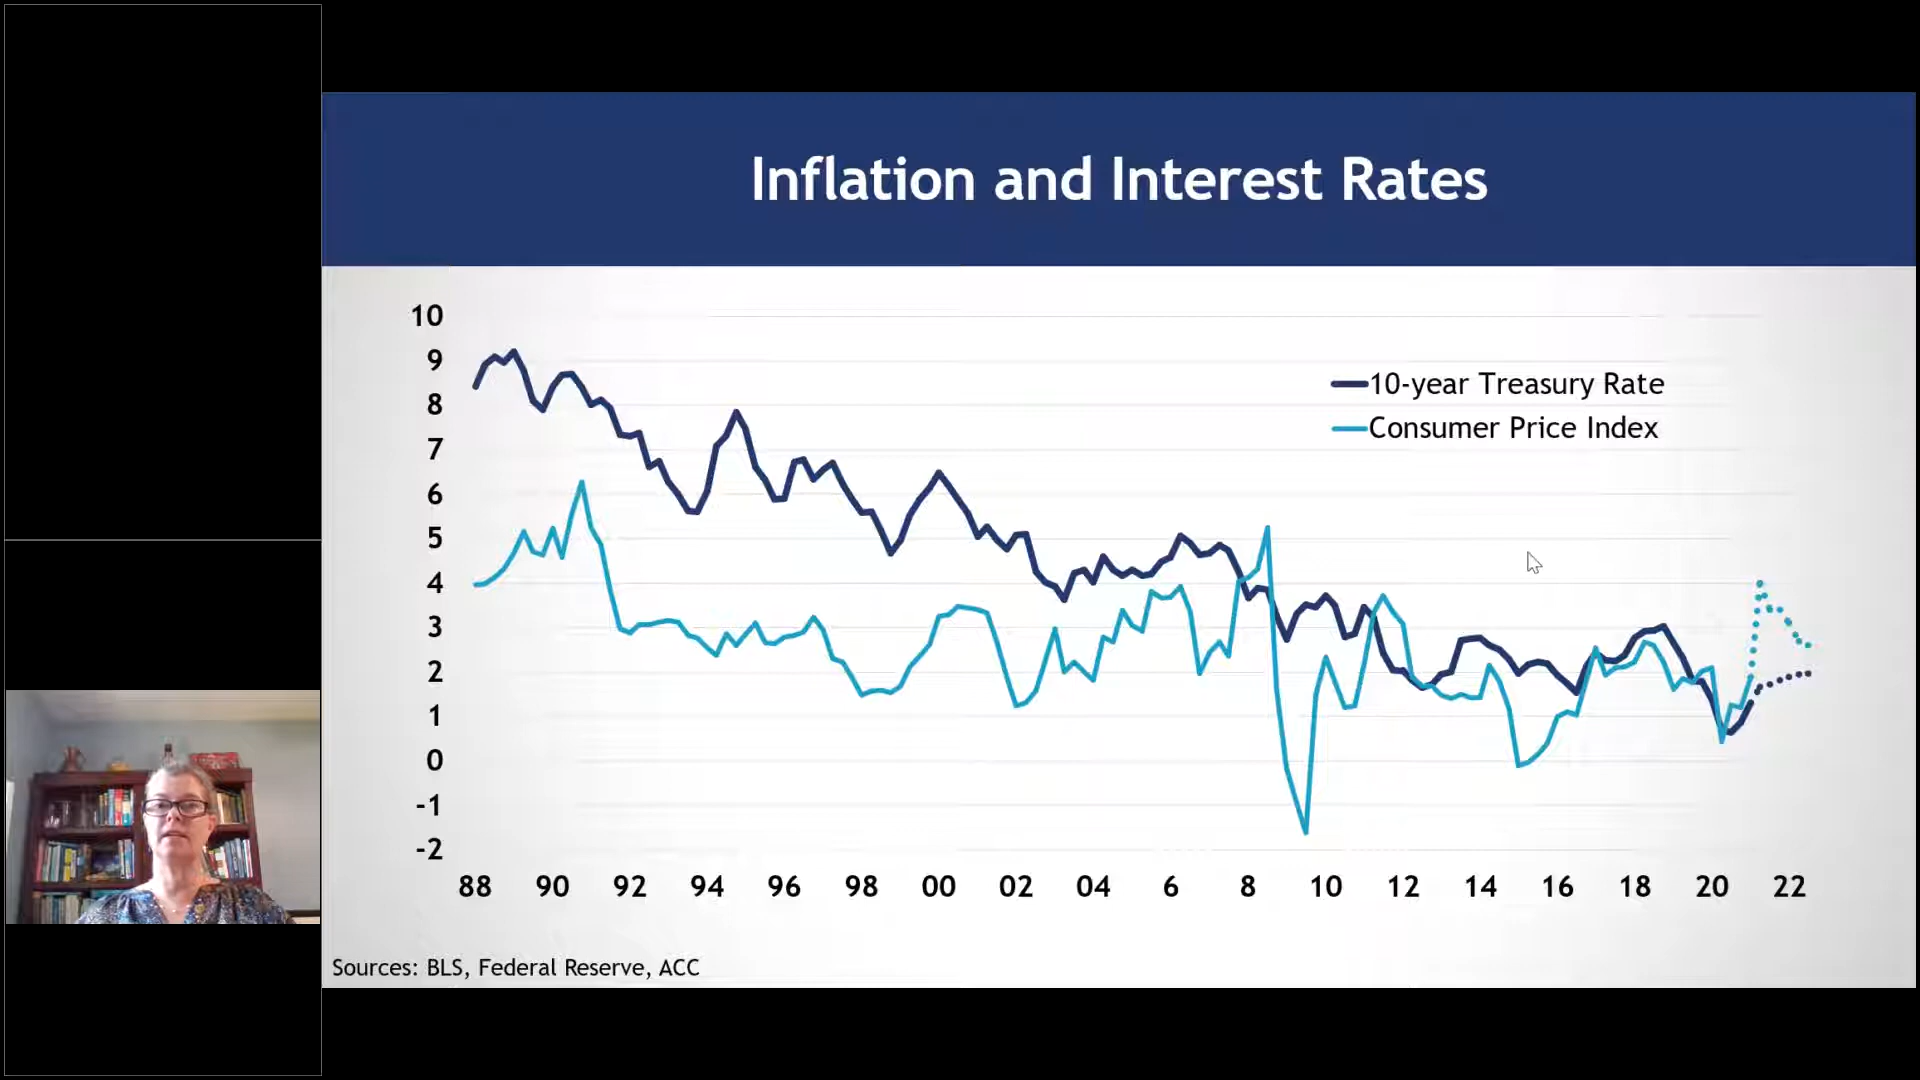 Inflation and Interest Rates
10
9
8
7
6
5
4
3
2
1
0
-1
-2
10-year Treasury Rate
Consumer Price Index
88 90 92 94 96 98 00 02 04 6 8 10 12 14 16 18 20 22
Sources: BLS, Federal Reserve, ACC